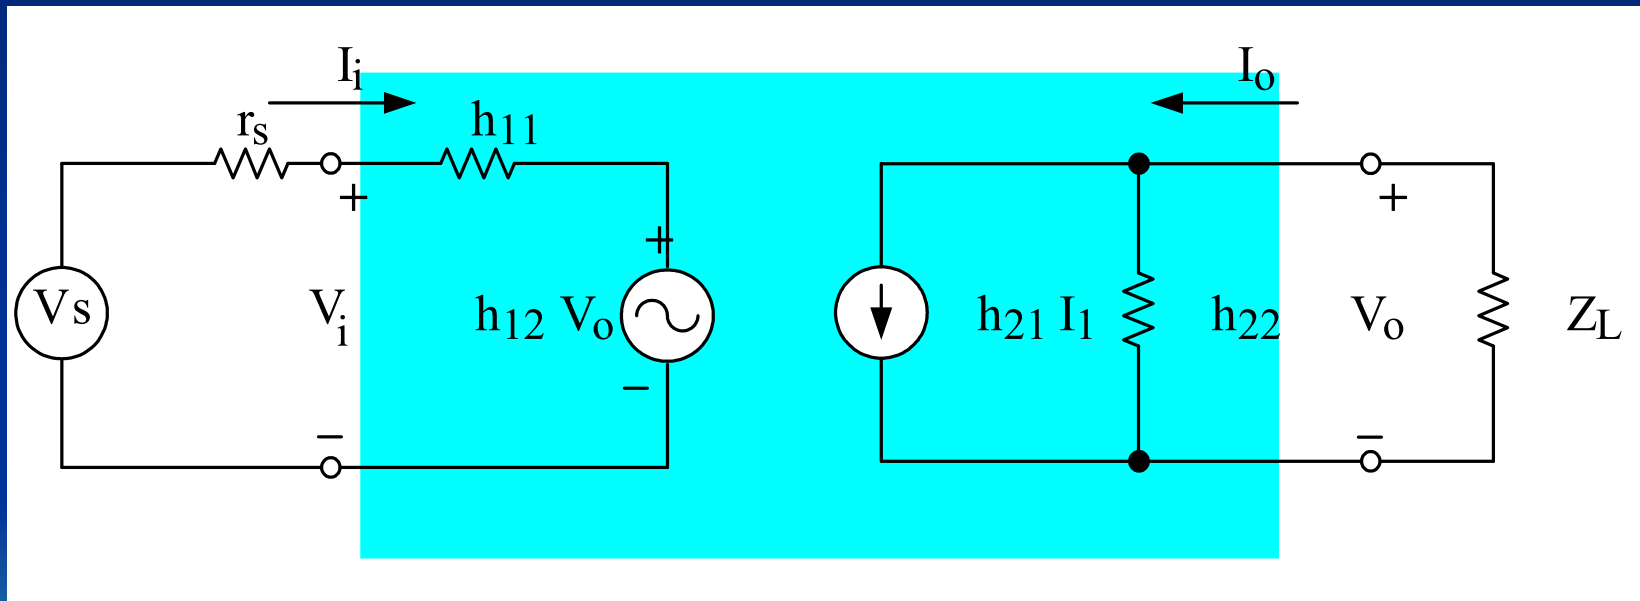 Ii
Io
rs
h11
+
+
+
Vs
Vi
h12 Vo
h21 I1
h22
Vo
ZL
−
−
−